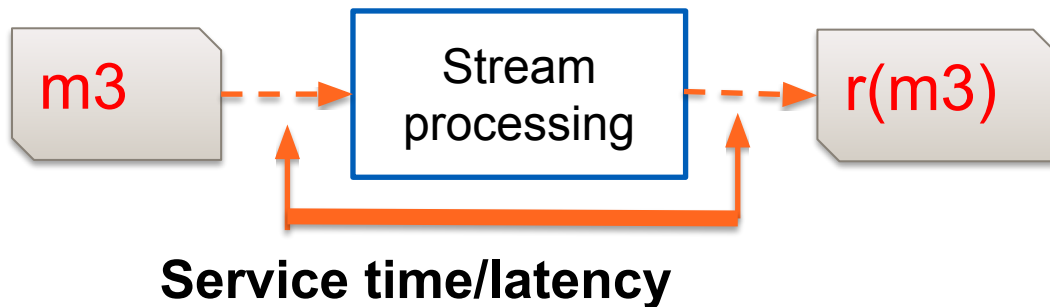 m3
Stream
processing
r(m3)
Service time/latency